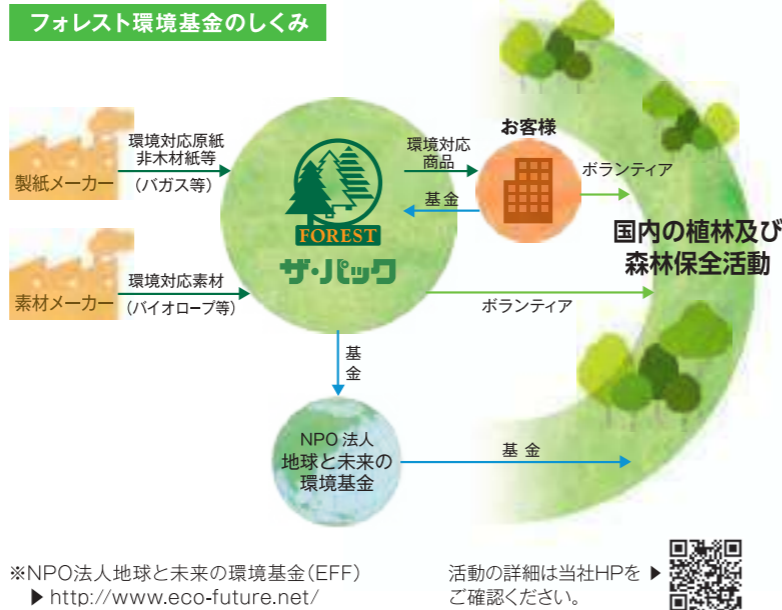 フォレスト環境基金のしくみ
製紙メーカー
環境対応原紙
非木材紙等
(バガス等)
FOREST
ザ・パック
環境対応
商品
基金
お客様
ボランティア
国内の植林及び
森林保全活動
素材メーカー
環境対応素材
(バイオロープ等)
ボランティア
基金
NPO 法人
地球と未来の
環境基金
基 金
※NPO法人地球と未来の環境基金(EFF)
▶ http://www.eco-future.net/
活動の詳細は当社HPを ▶
ご確認ください。